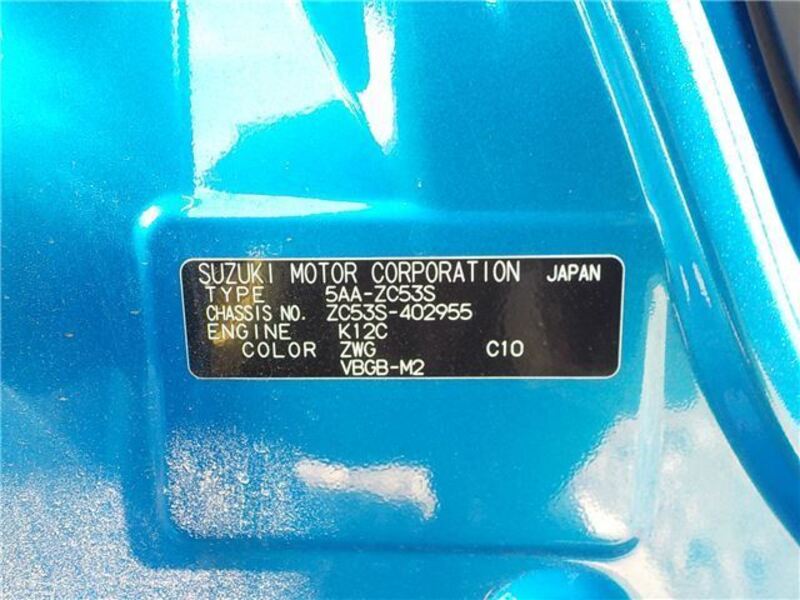 SUZUKI MOTOR CORPORATION JAPAN
TYPE 5AA-ZC53S
CHASSIS NO. ZC53S-402955
ENGINE K12C
COLOR ZWG C10
VBGB-M2